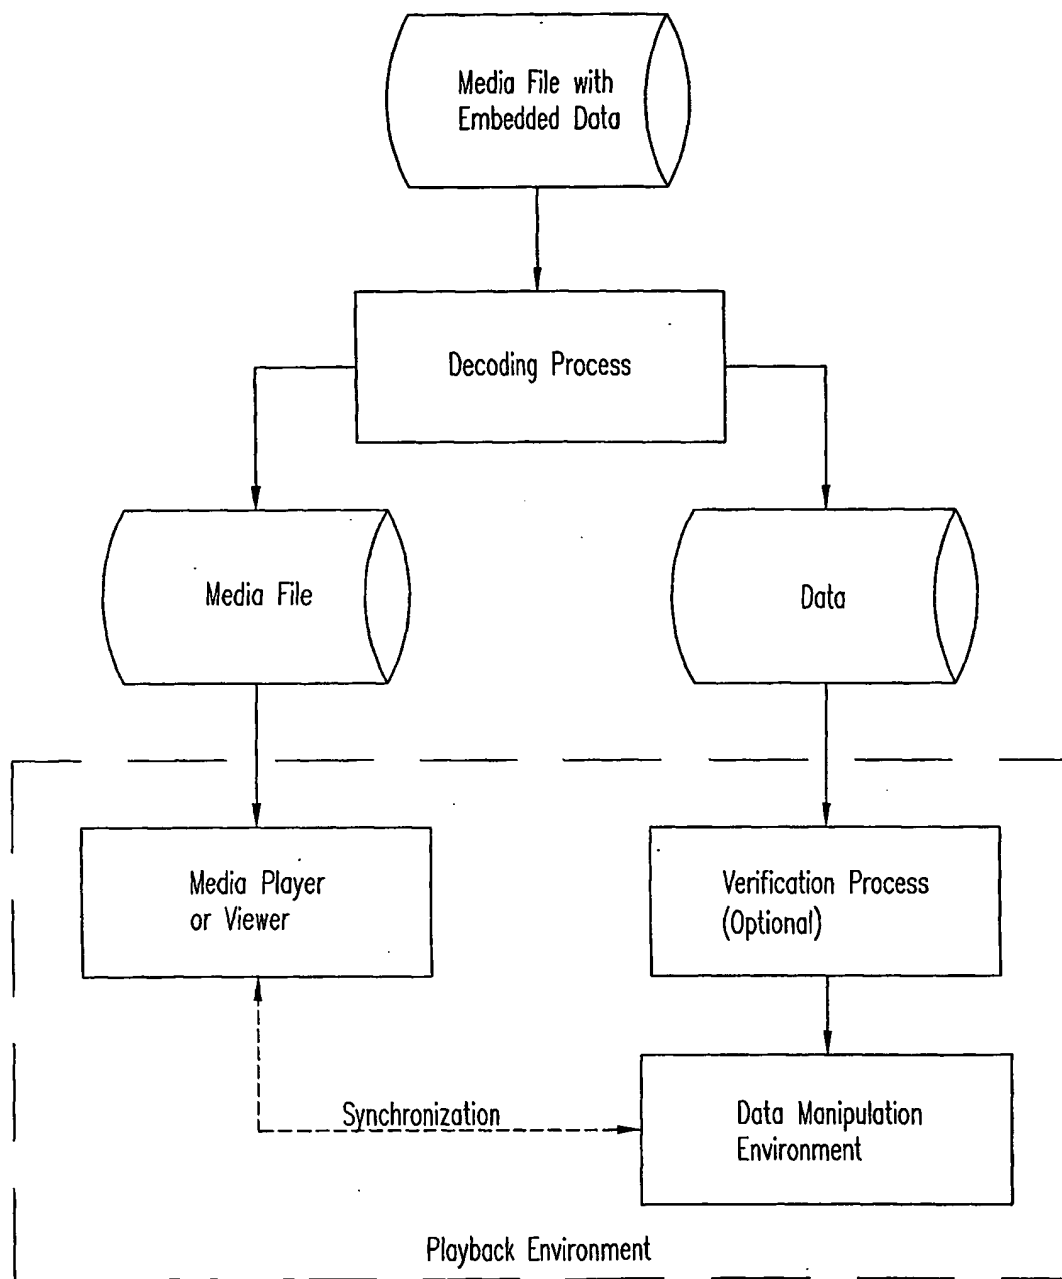 Media File with
Embedded Data
Decoding Process
Media File
Data
Media Player
or Viewer
Verification Process
(Optional)
Synchronization
Data Manipulation
Environment
Playback Environment